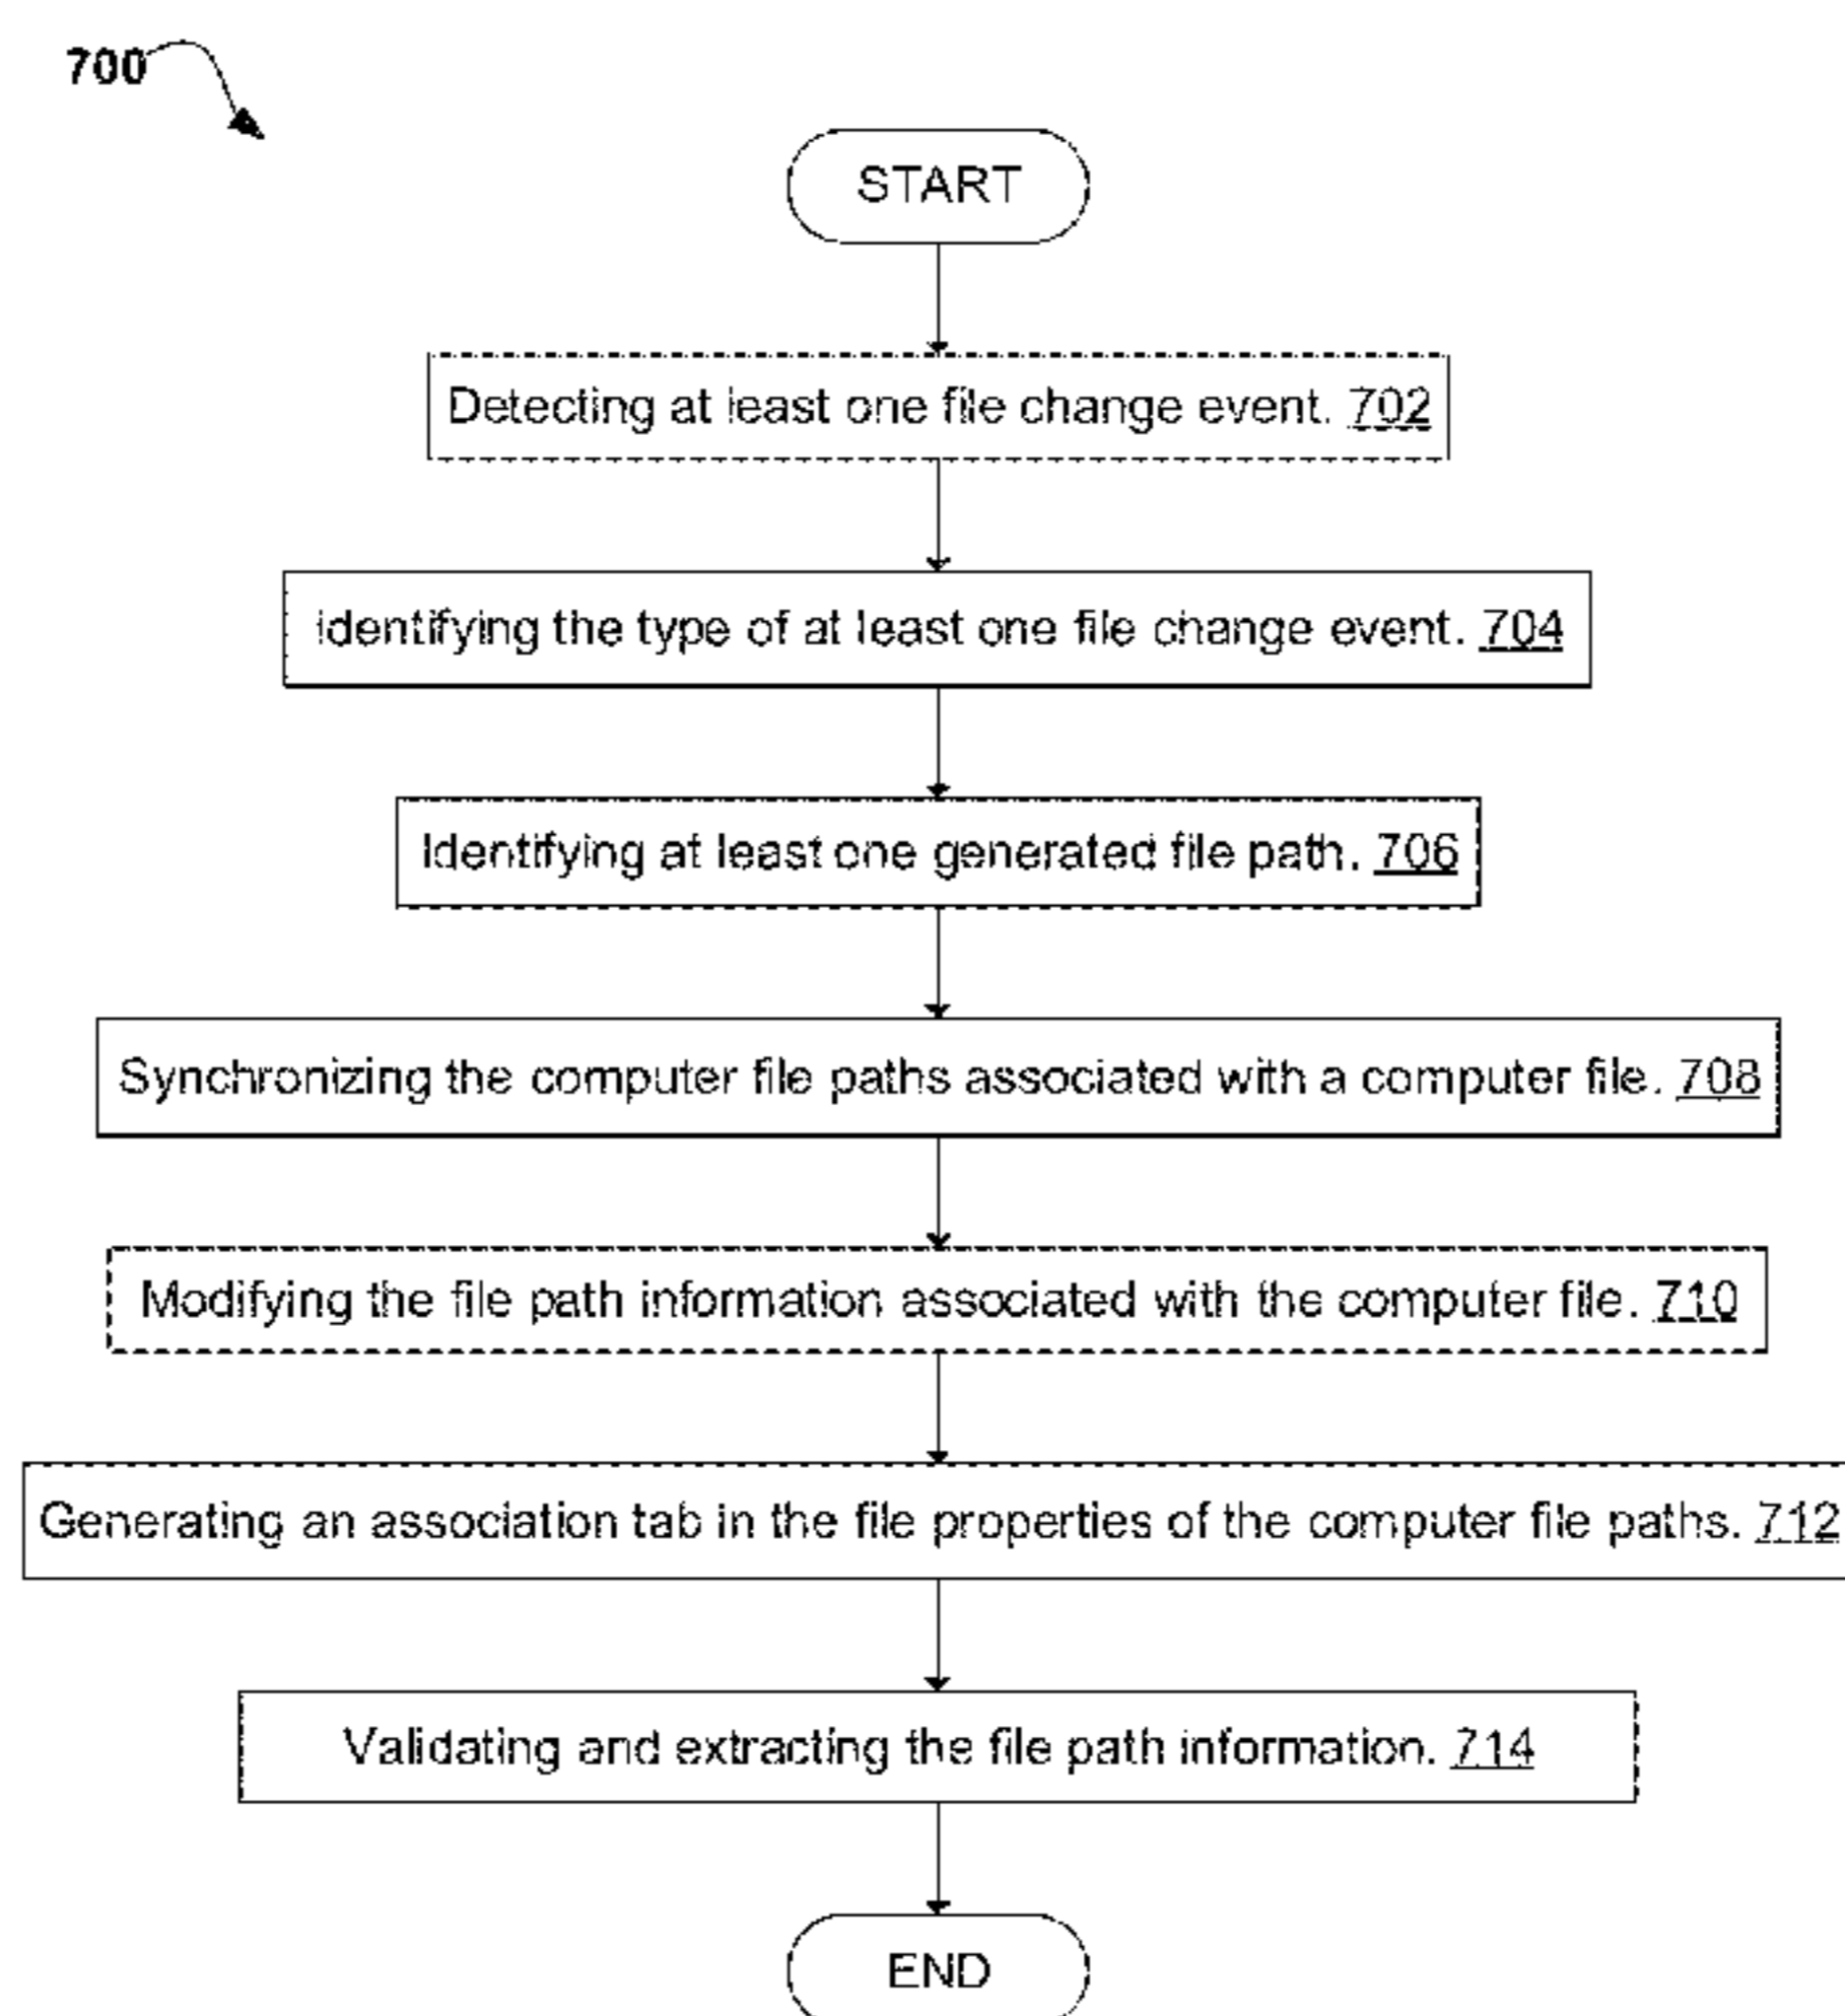 700
START
Detecting at least one file change event. 702
Identifying the type of at least one file change event. 704
Identifying at least one generated file path. 706
Synchronizing the computer file paths associated with a computer file. 708
Modifying the file path information associated with the computer file. 710
Generating an association tab in the file properties of the computer file paths. 712
Validating and extracting the file path information. 714
END